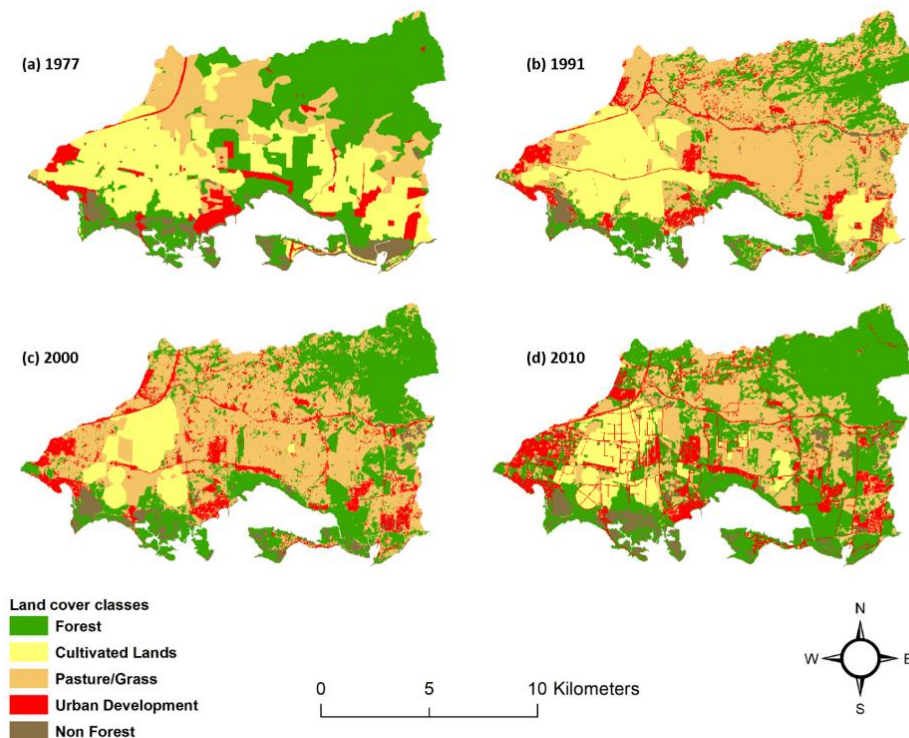 (a) 1977
(b) 1991
(c) 2000
(d) 2010
Land cover classes
Forest
Cultivated Lands
Pasture/Grass
Urban Development
Non Forest
0 5 10 Kilometers
N
W E
S